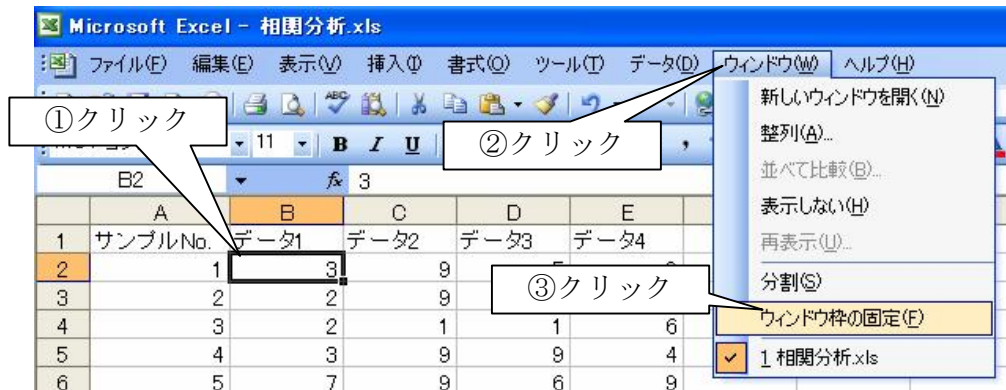 Microsoft Excel - 相関分析.xls
ファイル(F) 編集(E) 表示(V) 挿入(I) 書式(O) ツール(T) データ(D) ウィンドウ(W) ヘルプ(H)
①クリック
②クリック
11 B I U
新しいウィンドウを開く(N)
整列(A)...
並べて比較(B)...
表示しない(H)
再表示(U)...
分割(S)
ウィンドウ枠の固定(F)
1 相関分析.xls
B2 fx 3
A B C D E
1 サンプルNo. データ1 データ2 データ3 データ4
2 1 3 9
3 2 2 9
③クリック
4 3 2 1 1 6
5 4 3 9 9 4
6 5 7 9 6 9